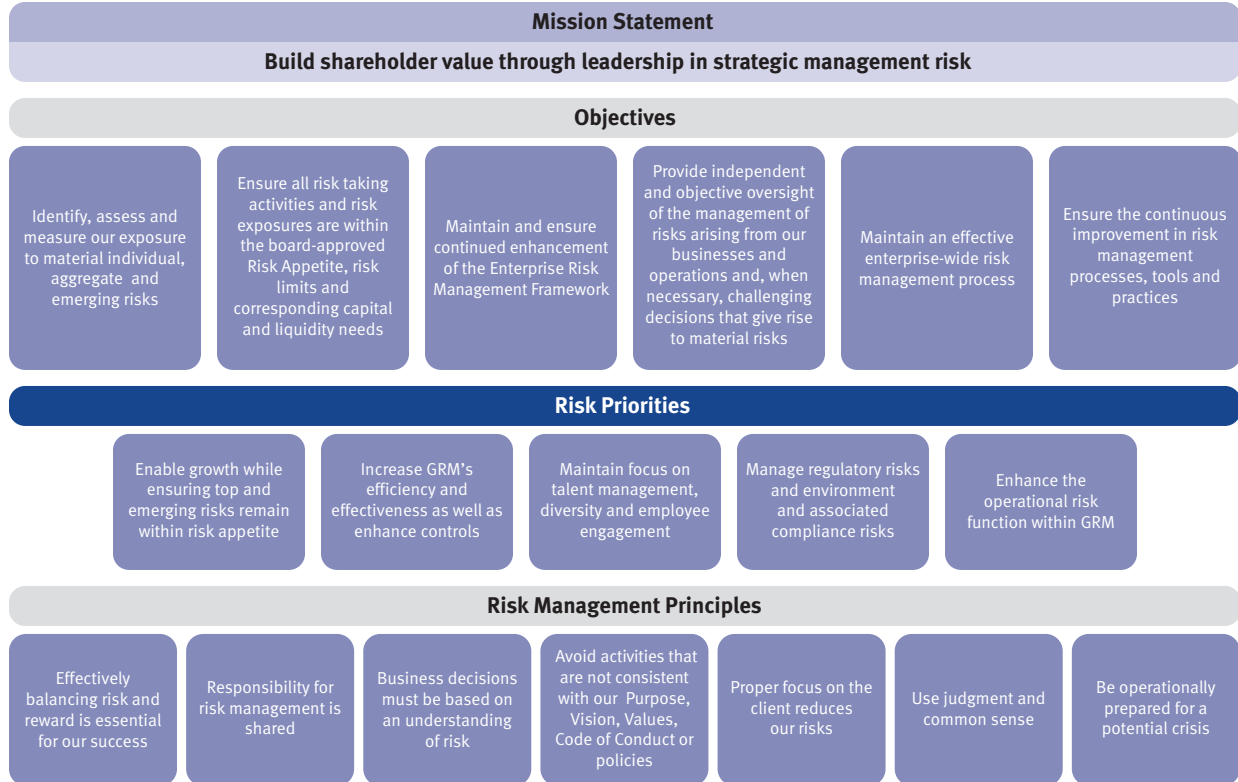 Mission Statement
Build shareholder value through leadership in strategic management risk
Objectives
Identify, assess and
measure our exposure
to material individual,
aggregate and
emerging risks
Ensure all risk taking
activities and risk
exposures are within
the board-approved
Risk Appetite, risk
limits and
corresponding capital
and liquidity needs
Maintain and ensure
continued enhancement
of the Enterprise Risk
Management Framework
Provide independent
and objective oversight
of the management of
risks arising from our
businesses and
operations and, when
necessary, challenging
decisions that give rise
to material risks
Maintain an effective
enterprise-wide risk
management process
Ensure the continuous
improvement in risk
management
processes, tools and
practices
Risk Priorities
Enable growth while
ensuring top and
emerging risks remain
within risk appetite
Increase GRM’s
efficiency and
effectiveness as well as
enhance controls
Maintain focus on
talent management,
diversity and employee
engagement
Manage regulatory risks
and environment
and associated
compliance risks
Enhance the
operational risk
function within GRM
Risk Management Principles
Effectively
balancing risk and
reward is essential
for our success
Responsibility for
risk management is
shared
Business decisions
must be based on
an understanding
of risk
Avoid activities that
are not consistent
with our Purpose,
Vision, Values,
Code of Conduct or
policies
Proper focus on the
client reduces
our risks
Use judgment and
common sense
Be operationally
prepared for a
potential crisis